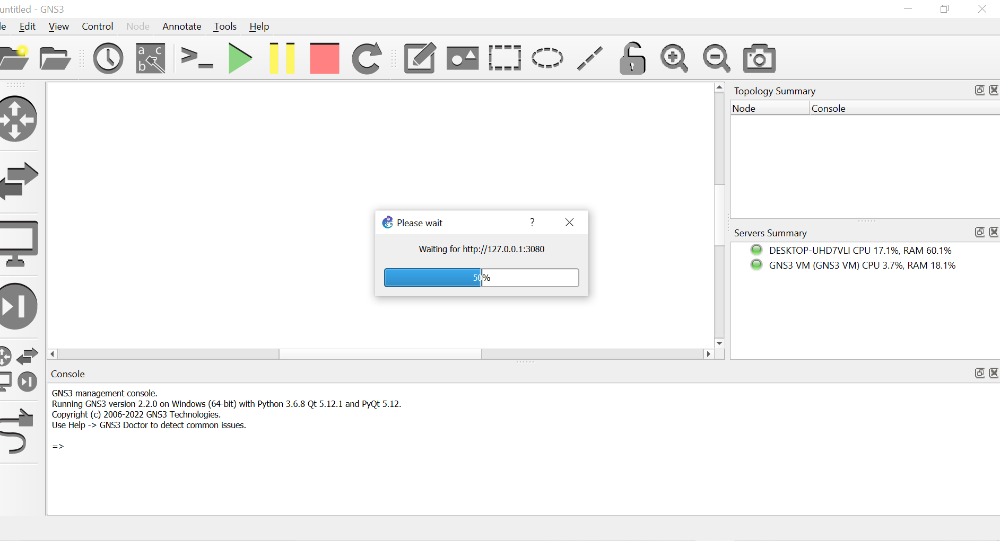 untitled - GNS3
le Edit View Control Node Annotate Tools Help
a c
b
>_
Topology Summary
Node Console
Please wait ?
Waiting for http://127.0.0.1:3080
50%
Servers Summary
DESKTOP-UHD7VLI CPU 17.1%, RAM 60.1%
GNS3 VM (GNS3 VM) CPU 3.7%, RAM 18.1%
Console
GNS3 management console.
Running GNS3 version 2.2.0 on Windows (64-bit) with Python 3.6.8 Qt 5.12.1 and PyQt 5.12.
Copyright (c) 2006-2022 GNS3 Technologies.
Use Help -> GNS3 Doctor to detect common issues.
=>